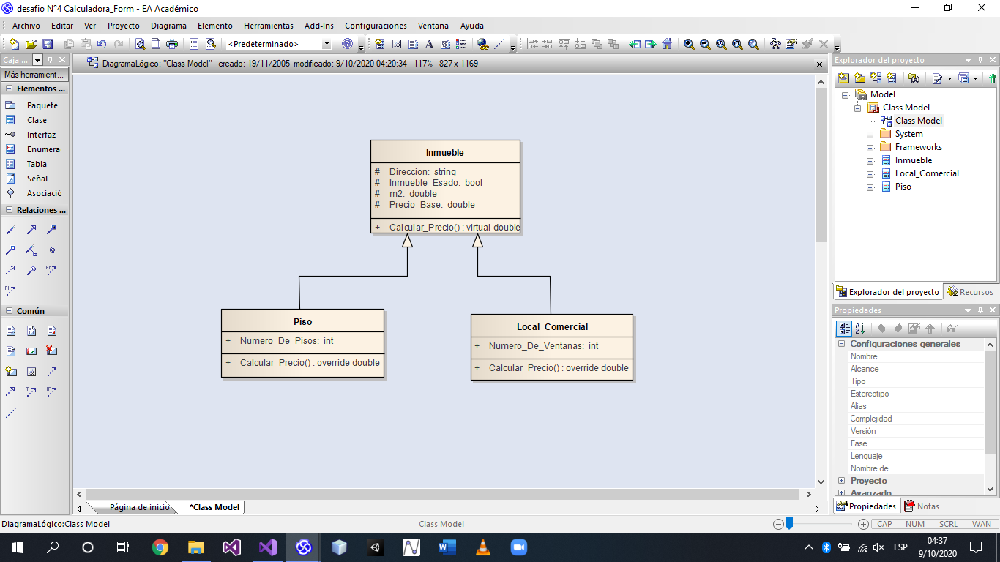 desafio N°4 Calculadora_Form - EA Académico
Archivo Editar Ver Proyecto Diagrama Elemento Herramientas Add-Ins Configuraciones Ventana Ayuda
<Predeterminado>
Caja ...
Más herramient...
Elementos ...
Paquete
Clase
Interfaz
Enumera
Tabla
Señal
Asociació
Relaciones ...
Común
DiagramaLógico: "Class Model" creado: 19/11/2005 modificado: 9/10/2020 04:20:34 117% 827 x 1169
Inmueble
# Direccion: string
# Inmueble_Esado: bool
# m2: double
# Precio_Base: double
+ Calcular_Precio() : virtual double
Piso
+ Numero_De_Pisos: int
+ Calcular_Precio() : override double
Local_Comercial
+ Numero_De_Ventanas: int
+ Calcular_Precio() : override double
Página de inicio *Class Model
Explorador del proyecto
Model
Class Model
Class Model
System
Frameworks
Inmueble
Local_Comercial
Piso
Explorador del proyecto Recursos
Propiedades
Configuraciones generales
Nombre
Alcance
Tipo
Estereotipo
Alias
Complejidad
Versión
Fase
Lenguaje
Nombre de...
Proyecto
Avanzado
Propiedades Notas
DiagramaLógico:Class Model Class Model CAP NUM SCRL WAN
ESP
04:37
9/10/2020